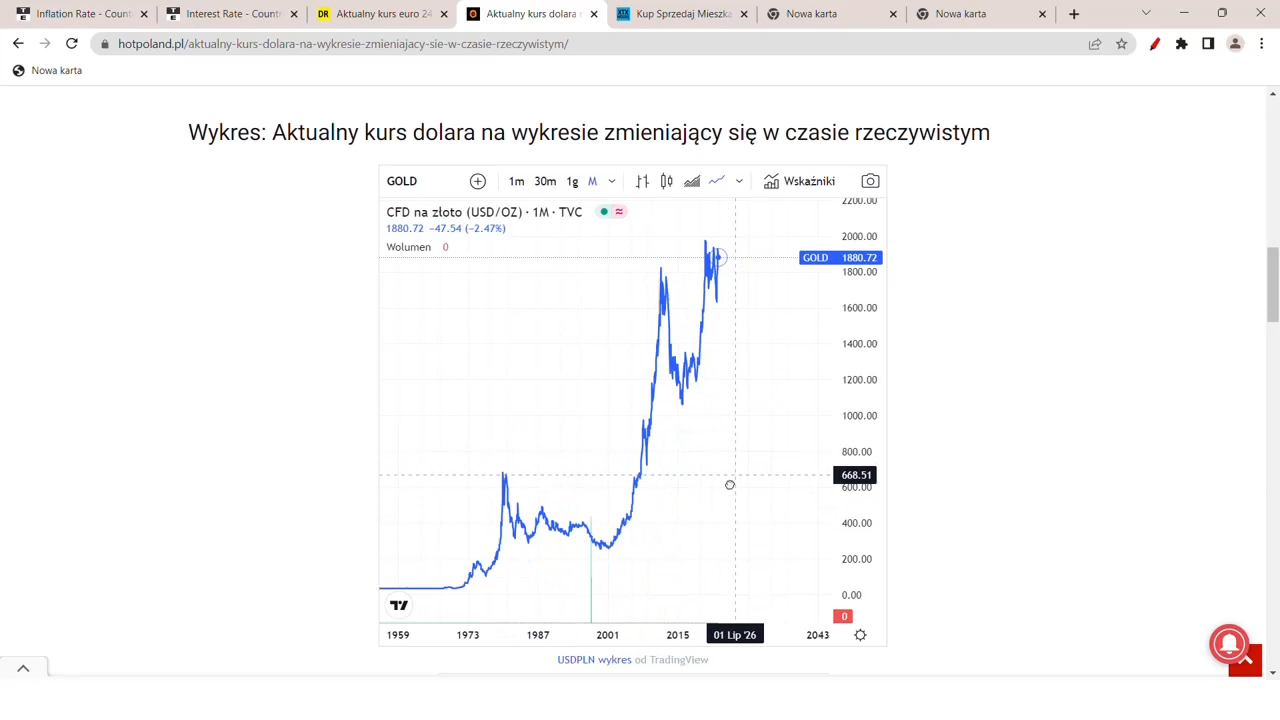 Inflation Rate - Count
Interest Rate - Count
DR Aktualny kurs euro 24
Aktualny kurs dolara
XTX Kup Sprzedaj Mieszka
Nowa karta
Nowa karta
hotpoland.pl/aktualny-kurs-dolara-na-wykresie-zmieniajacy-sie-w-czasie-rzeczywistym/
Nowa karta
Wykres: Aktualny kurs dolara na wykresie zmieniający się w czasie rzeczywistym
GOLD 1m 30m 1g M Wskaźniki
CFD na złoto (USD/OZ) · 1M · TVC
1880.72 −47.54 (−2.47%)
Wolumen 0
2200.00
2000.00
GOLD 1880.72
1800.00
1600.00
1400.00
1200.00
1000.00
800.00
668.51
600.00
400.00
200.00
0.00
0
1959 1973 1987 2001 2015 01 Lip '26 2043
USDPLN wykres od TradingView